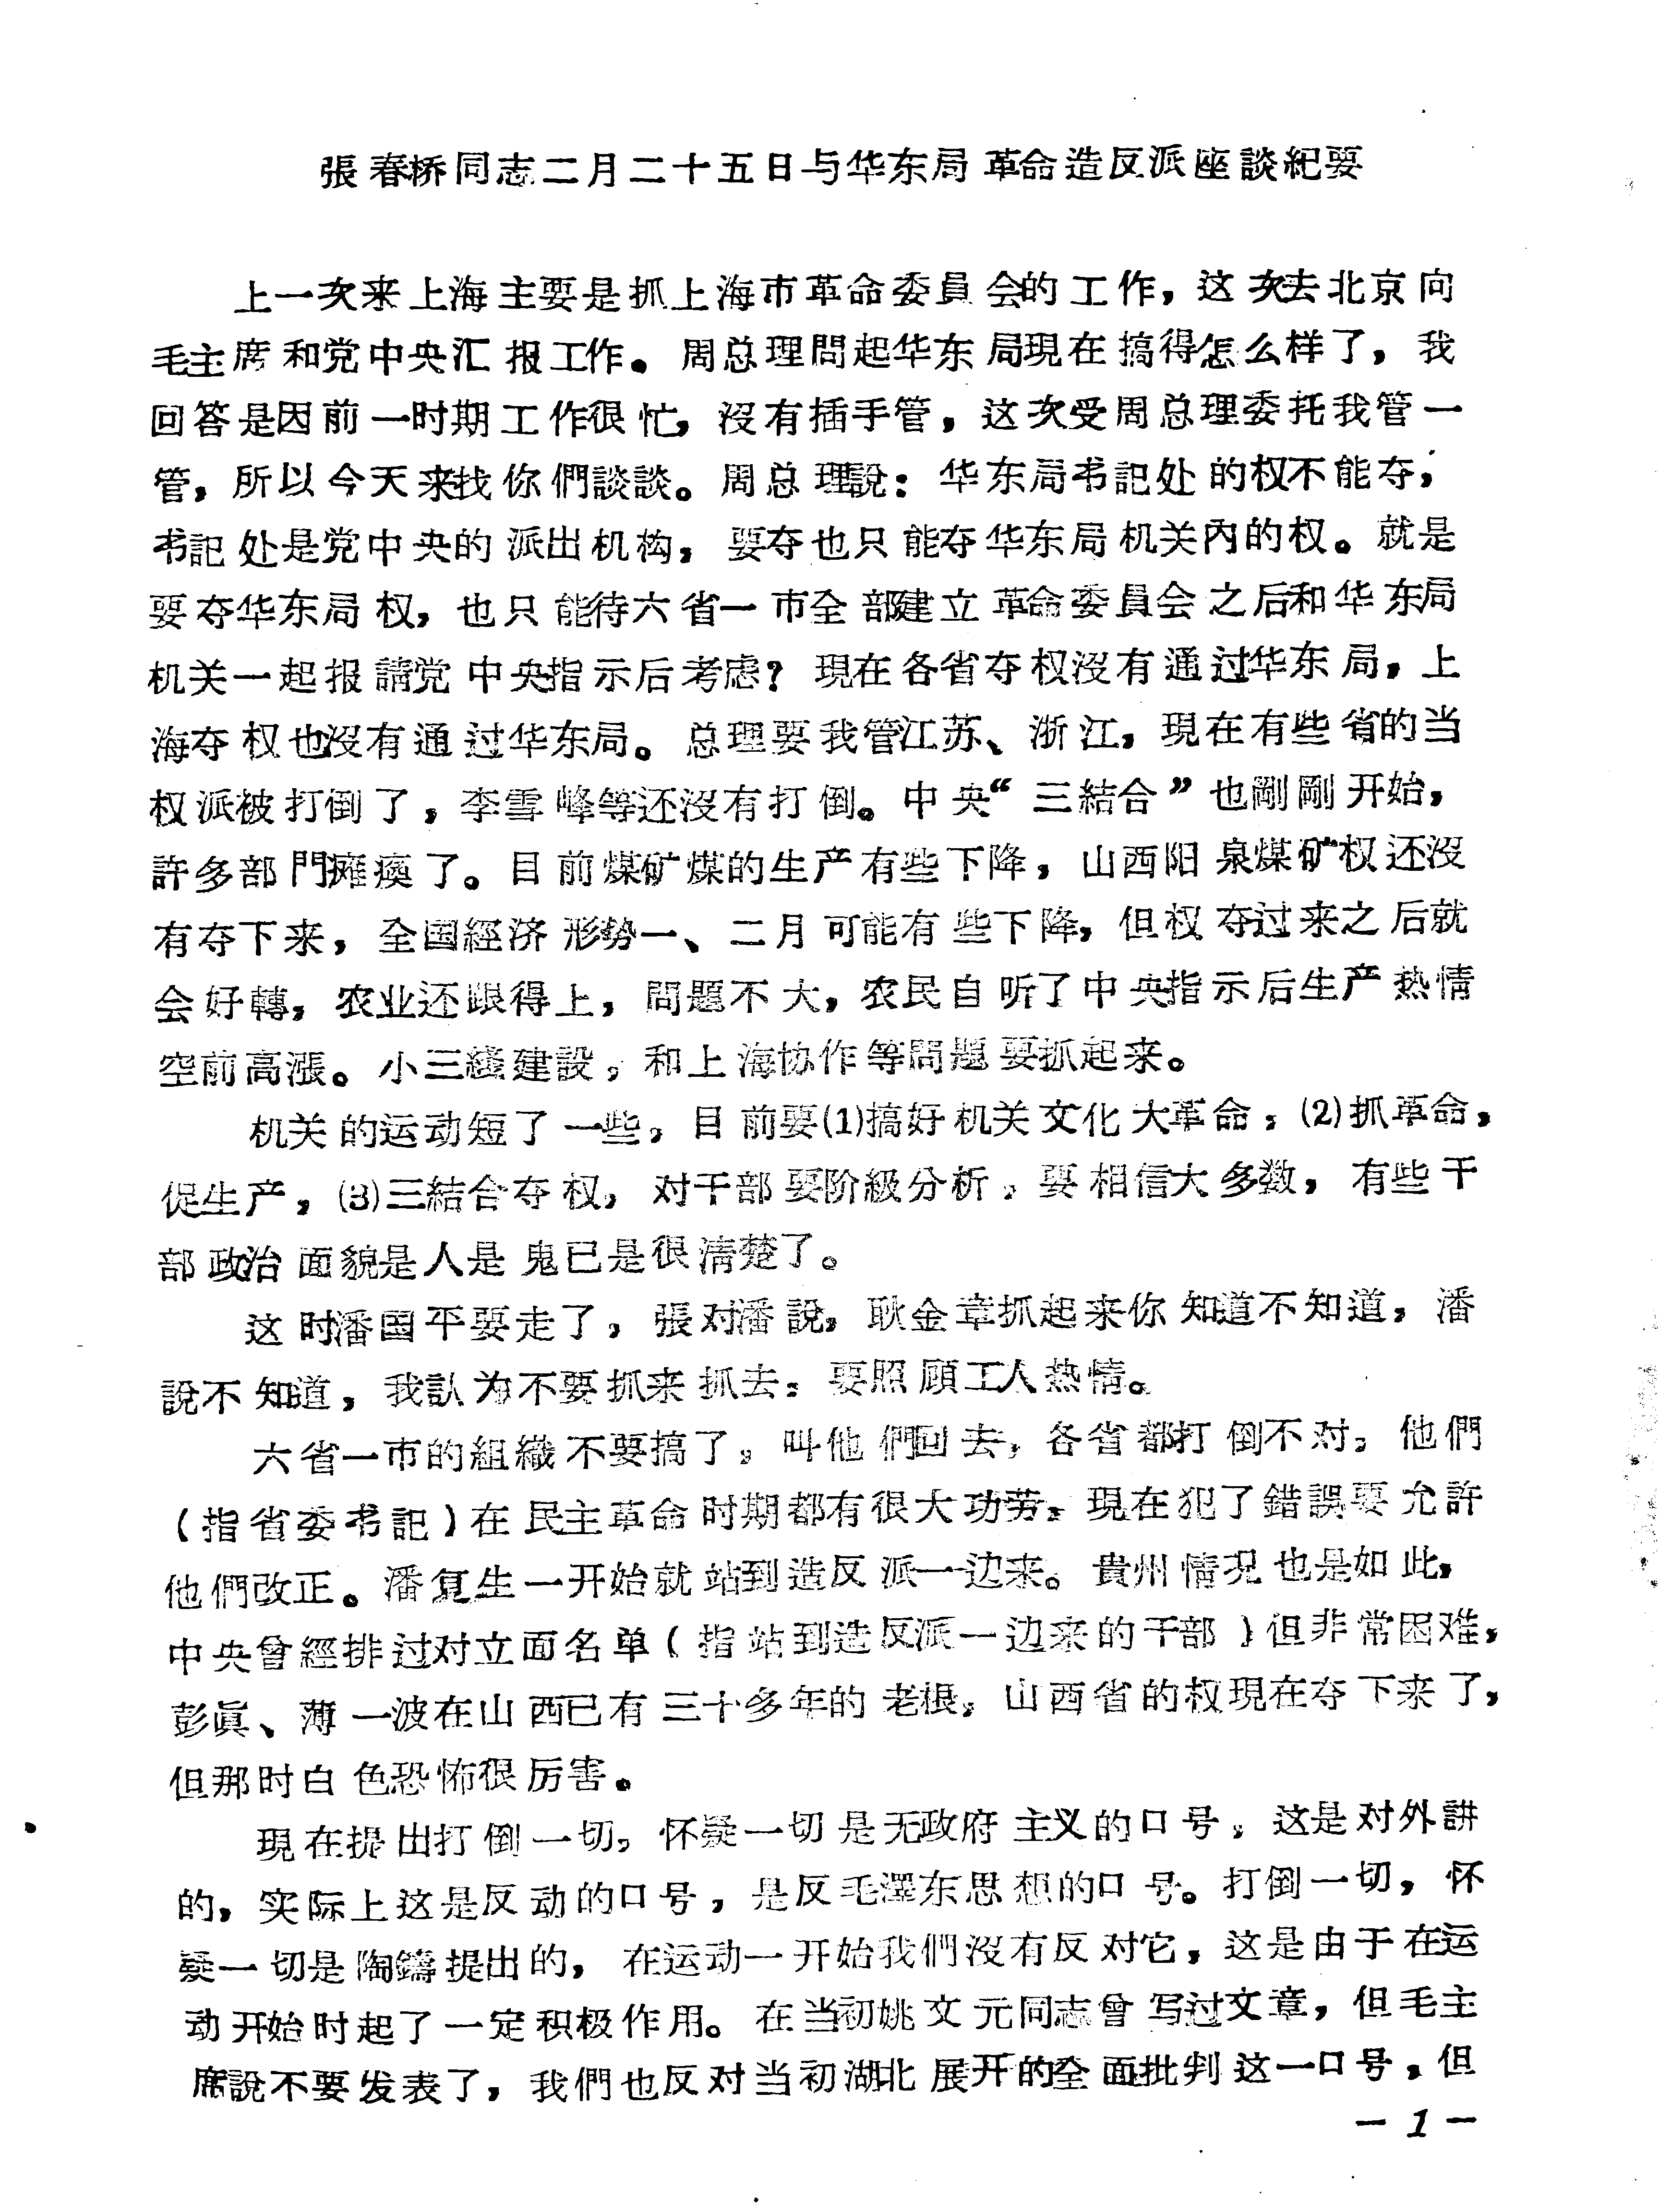 張春桥同志二月二十五日与华东局革命造反派座談紀要
上一次来上海主要是抓上海市革命委員会的工作，这次去北京向
毛主席和党中央汇报工作。周总理問起华东局現在搞得怎么样了，我
回答是因前一时期工作很忙，沒有插手管，这次受周总理委托我管一
管，所以今天来找你們談談。周总理說：华东局书記处的权不能夺，
书記处是党中央的派出机构，要夺也只能夺华东局机关內的权。就是
要夺华东局权，也只能待六省一市全部建立革命委員会之后和华东局
机关一起报請党中央指示后考虑？現在各省夺权沒有通过华东局，上
海夺权也沒有通过华东局。总理要我管江苏、浙江，現在有些省的当
权派被打倒了，李雪峰等还沒有打倒。中央“三結合”也剛剛开始，
許多部門瘫痪了。目前煤矿煤的生产有些下降，山西阳泉煤矿权还沒
有夺下来，全国經济形势一、二月可能有些下降，但权夺过来之后就
会好轉，农业还跟得上，問題不大，农民自听了中央指示后生产热情
空前高漲。小三綫建設，和上海协作等問題要抓起来。
机关的运动短了一些，目前要(1)搞好机关文化大革命，(2)抓革命，
促生产，(3)三結合夺权，对干部要阶級分析，要相信大多数，有些干
部政治面貌是人是鬼已是很清楚了。
这时潘国平要走了，張对潘說，耿金章抓起来你知道不知道，潘
說不知道，我認为不要抓来抓去：要照顾工人热情。
六省一市的組織不要搞了，叫他們回去，各省都打倒不对。他們
（指省委书記）在民主革命时期都有很大功劳，現在犯了錯誤要允許
他們改正。潘复生一开始就站到造反派一边来。貴州情况也是如此，
中央曾經排过对立面名单（指站到造反派一边来的干部）但非常困难，
彭眞、薄一波在山西已有三十多年的老根，山西省的权現在夺下来了，
但那时白色恐怖很厉害。
現在提出打倒一切，怀疑一切是无政府主义的口号，这是对外讲
的，实际上这是反动的口号，是反毛澤东思想的口号。打倒一切，怀
疑一切是陶鑄提出的，在运动一开始我們沒有反对它，这是由于在运
动开始时起了一定积极作用。在当初姚文元同志曾写过文章，但毛主
席說不要发表了，我們也反对当初湖北展开的全面批判这一口号，但
— 1 —